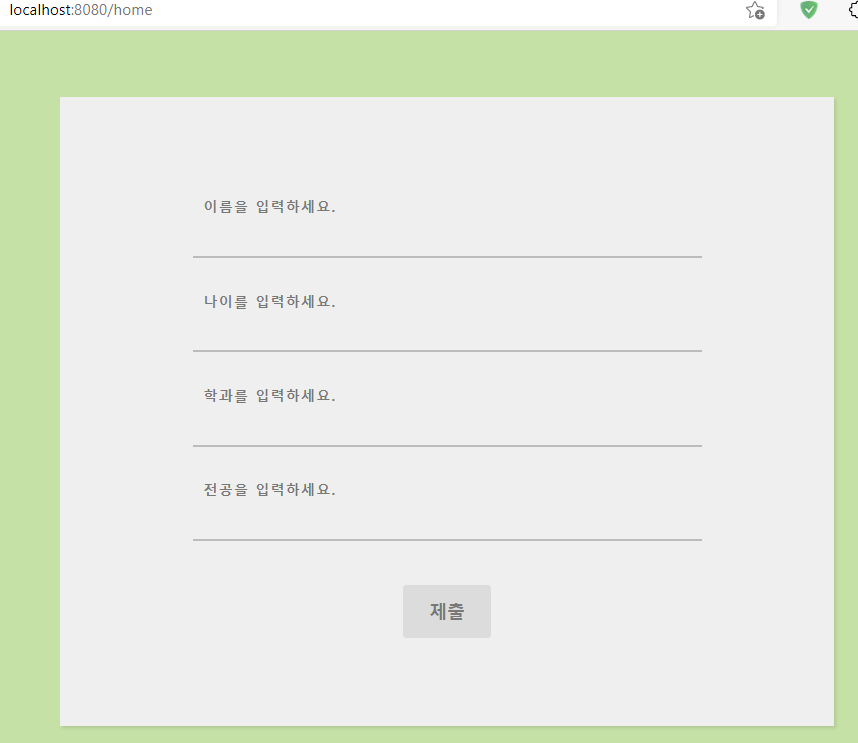 localhost:8080/home
이름을 입력하세요.
나이를 입력하세요.
학과를 입력하세요.
전공을 입력하세요.
제출